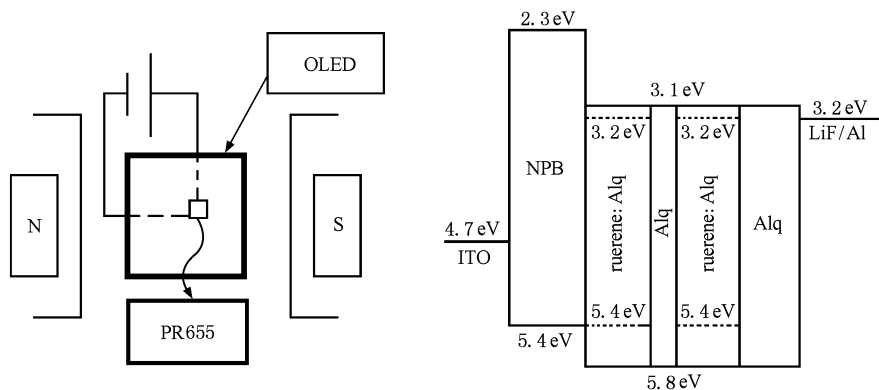 OLED
N
S
PR655
2.3 eV
3.1 eV
3.2 eV
LiF/Al
3.2 eV
3.2 eV
NPB
ruerene: Alq
Alq
ruerene: Alq
Alq
4.7 eV
ITO
5.4 eV
5.4 eV
5.4 eV
5.8 eV